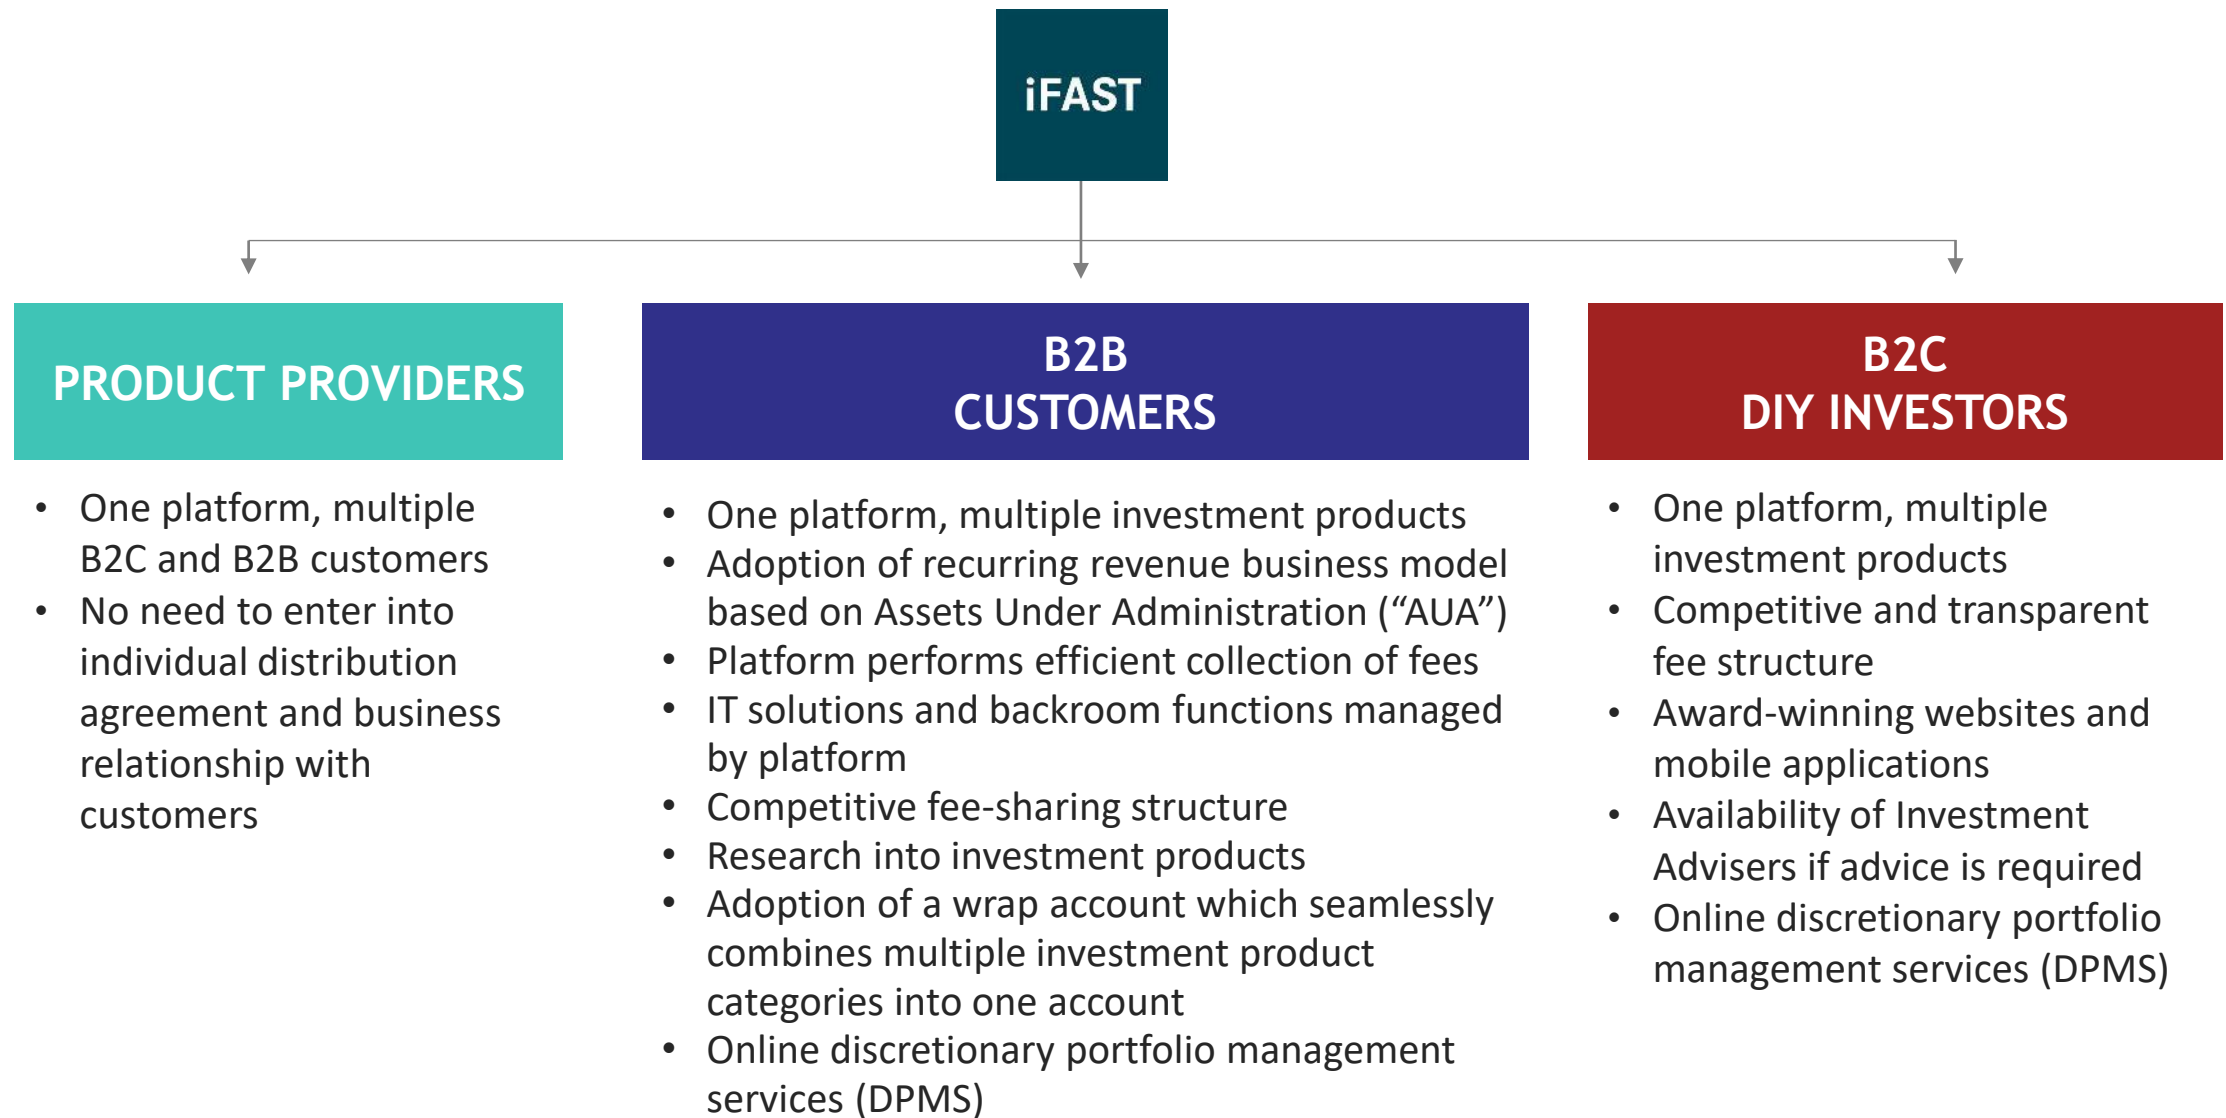 iFAST
PRODUCT PROVIDERS
• One platform, multiple
B2C and B2B customers
• No need to enter into
individual distribution
agreement and business
relationship with
customers
B2B
CUSTOMERS
• One platform, multiple investment products
• Adoption of recurring revenue business model
based on Assets Under Administration (“AUA”)
• Platform performs efficient collection of fees
• IT solutions and backroom functions managed
by platform
• Competitive fee-sharing structure
• Research into investment products
• Adoption of a wrap account which seamlessly
combines multiple investment product
categories into one account
• Online discretionary portfolio management
services (DPMS)
B2C
DIY INVESTORS
• One platform, multiple
investment products
• Competitive and transparent
fee structure
• Award-winning websites and
mobile applications
• Availability of Investment
Advisers if advice is required
• Online discretionary portfolio
management services (DPMS)